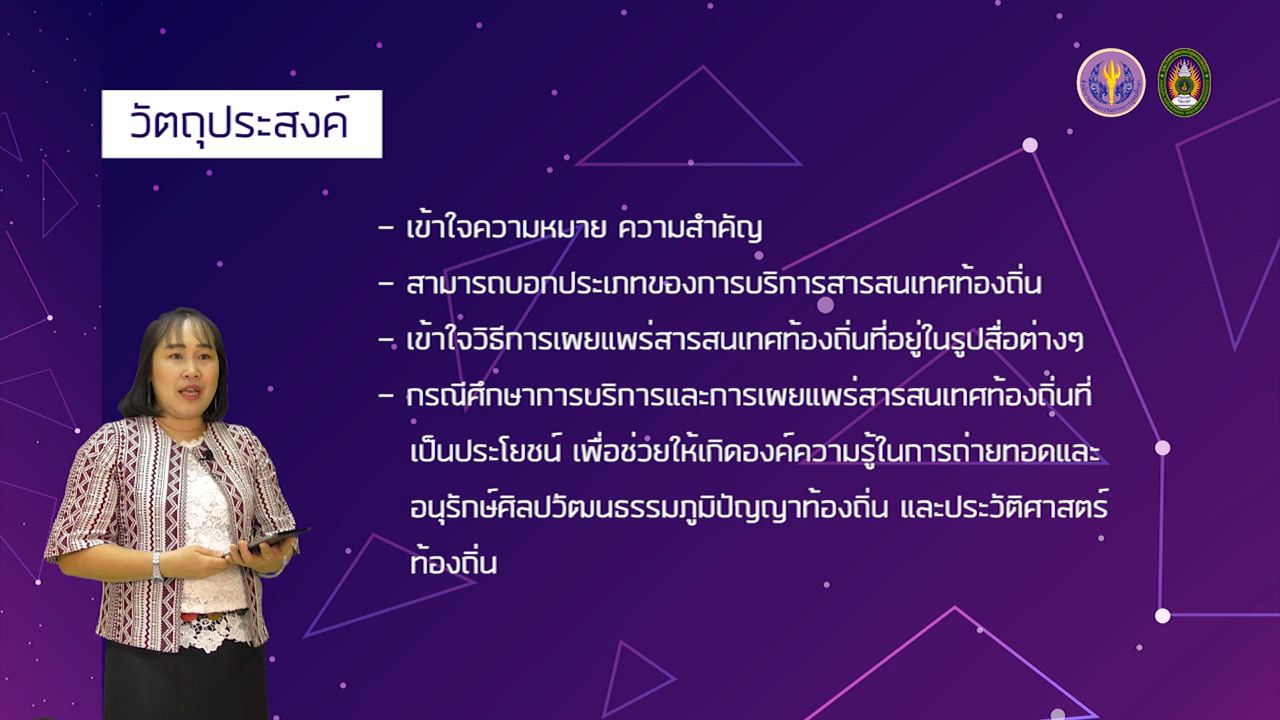 วัตถุประสงค์
- เข้าใจความหมาย ความสำคัญ
- สามารถบอกประเภทของการบริการสารสนเทศท้องถิ่น
- เข้าใจวิธีการเผยแพร่สารสนเทศท้องถิ่นที่อยู่ในรูปสื่อต่างๆ
- กรณีศึกษาการบริการและการเผยแพร่สารสนเทศท้องถิ่นที่
เป็นประโยชน์ เพื่อช่วยให้เกิดองค์ความรู้ในการถ่ายทอดและ
อนุรักษ์ศิลปวัฒนธรรมภูมิปัญญาท้องถิ่น และประวัติศาสตร์
ท้องถิ่น